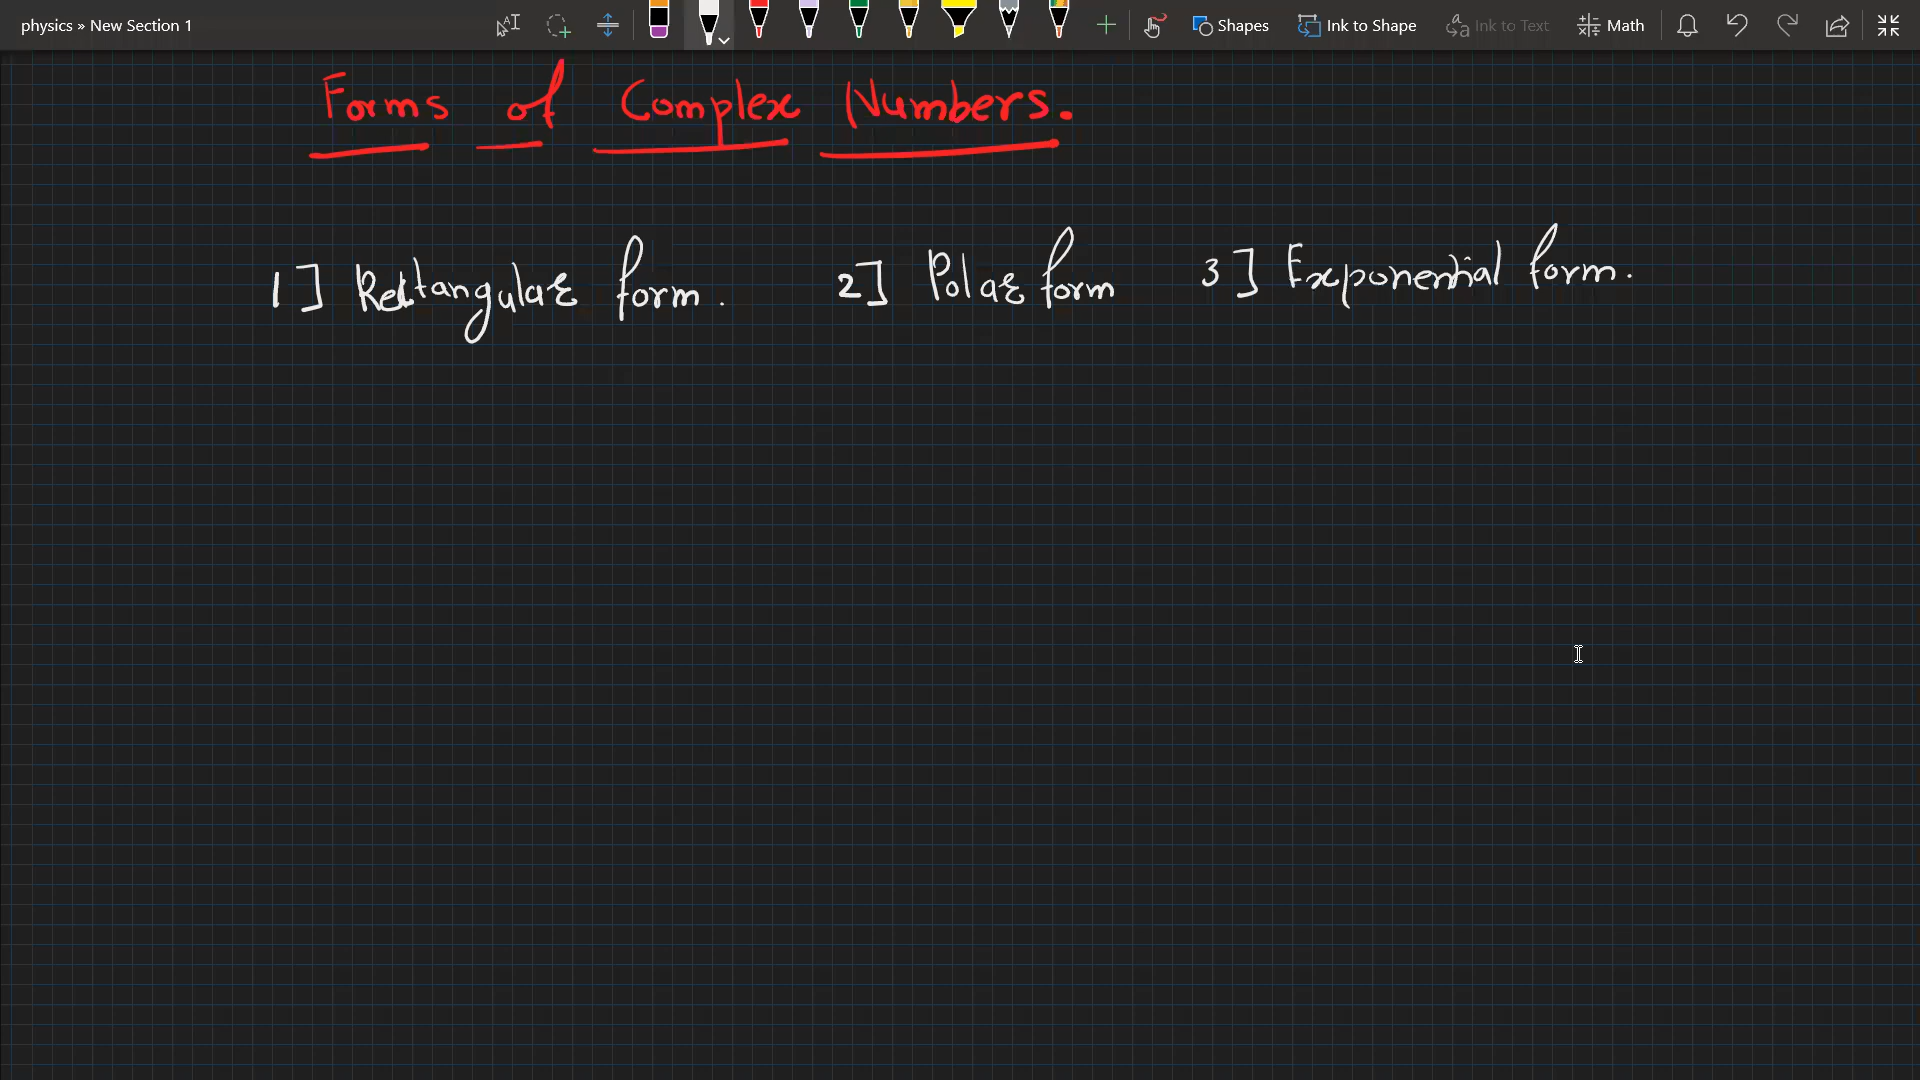 physics » New Section 1 Shapes Ink to Shape Ink to Text Math
Forms of Complex Numbers.
1] Rectangular form. 2] Polar form 3] Exponential form.